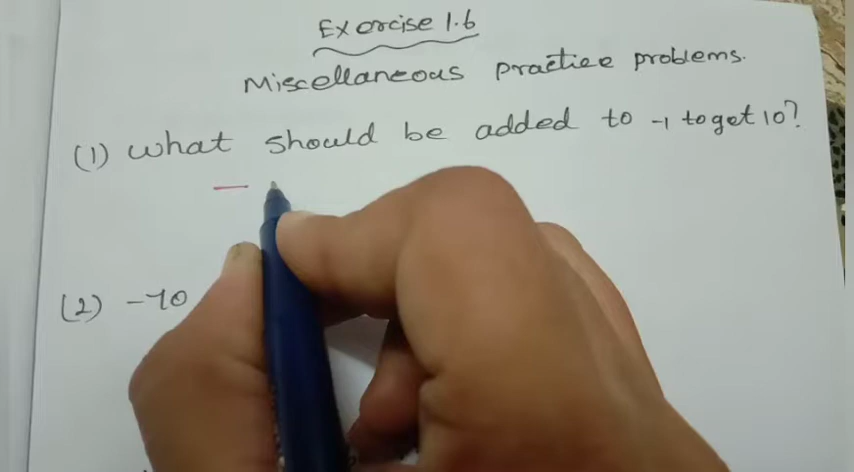 Exercise 1.6
Miscellaneous practice problems.
(1) what should be added to -1 to get 10?
(2) -70